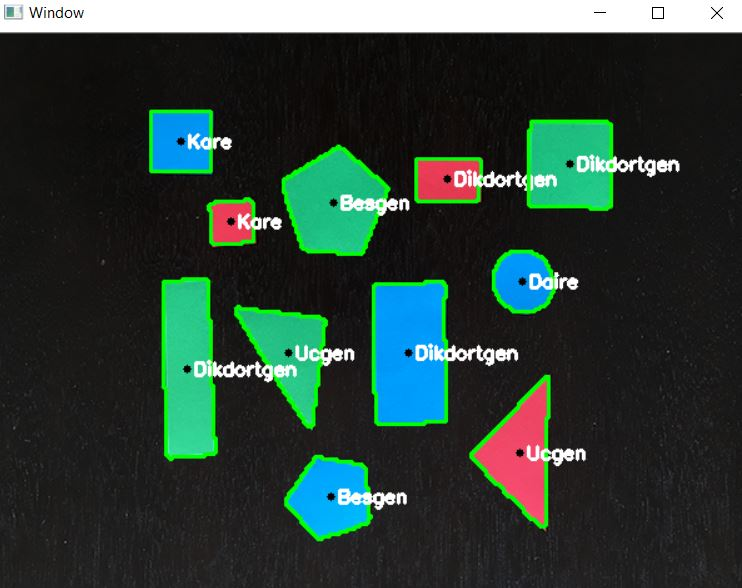 Window
Kare
Dikdortgen
Dikdortgen
Besgen
Kare
Daire
Dikdortgen
Ucgen
Dikdortgen
Ucgen
Besgen